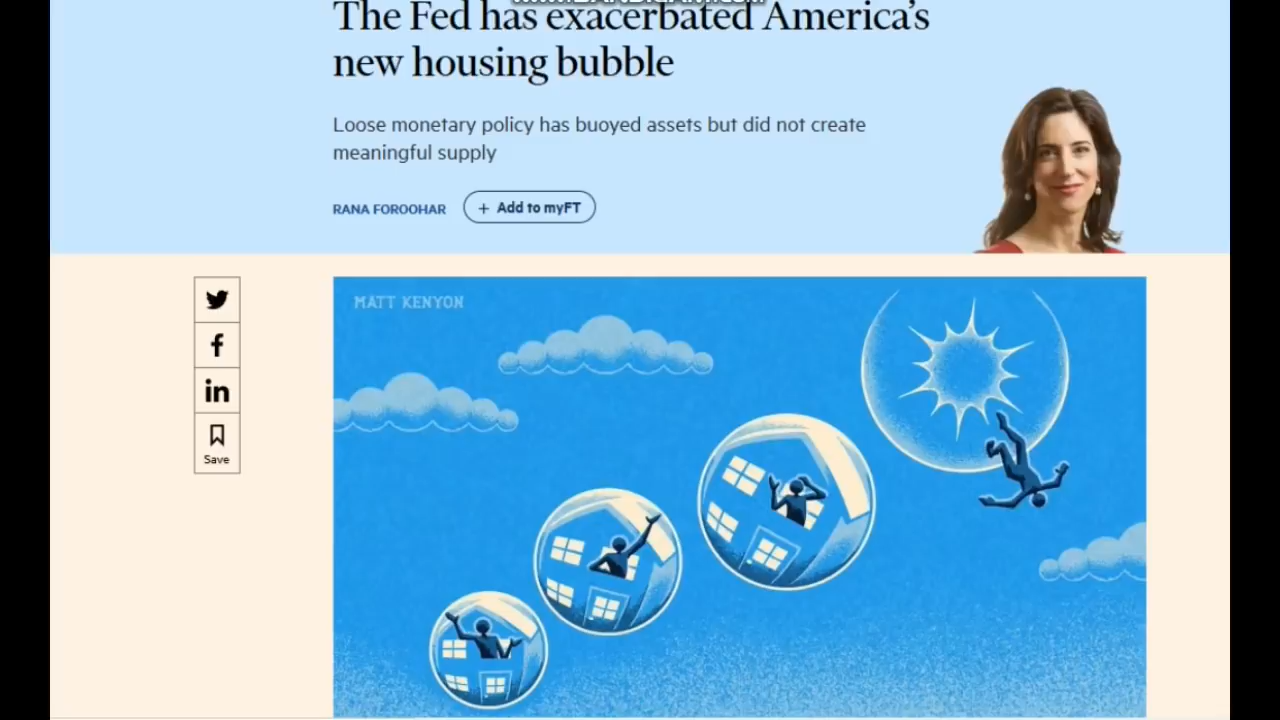 The Fed has exacerbated America's
new housing bubble
Loose monetary policy has buoyed assets but did not create
meaningful supply
RANA FOROOHAR
+ Add to myFT
in
Save
MATT KENYON